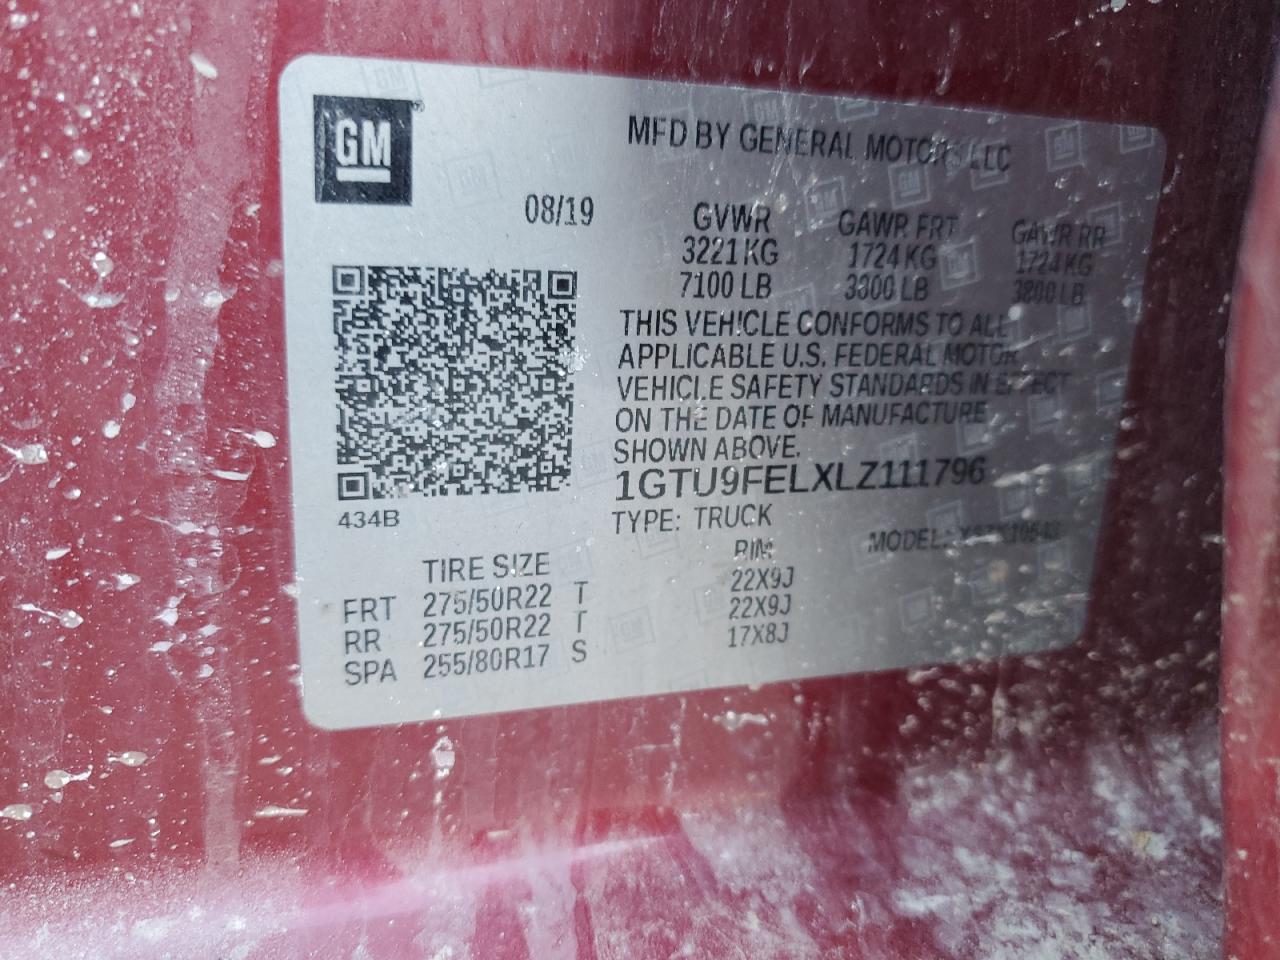 GM
MFD BY GENERAL MOTORS LLC
08/19
GVWR GAWR FRT GAWR RR
3221 KG 1724 KG 1724 KG
7100 LB 3800 LB 3800 LB
THIS VEHICLE CONFORMS TO ALL
APPLICABLE U.S. FEDERAL MOTOR
VEHICLE SAFETY STANDARDS IN EFFECT
ON THE DATE OF MANUFACTURE
SHOWN ABOVE.
1GTU9FELXLZ111796
434B
TYPE: TRUCK MODEL:
TIRE SIZE RIM
FRT 275/50R22 T 22X9J
RR 275/50R22 T 22X9J
SPA 255/80R17 S 17X8J